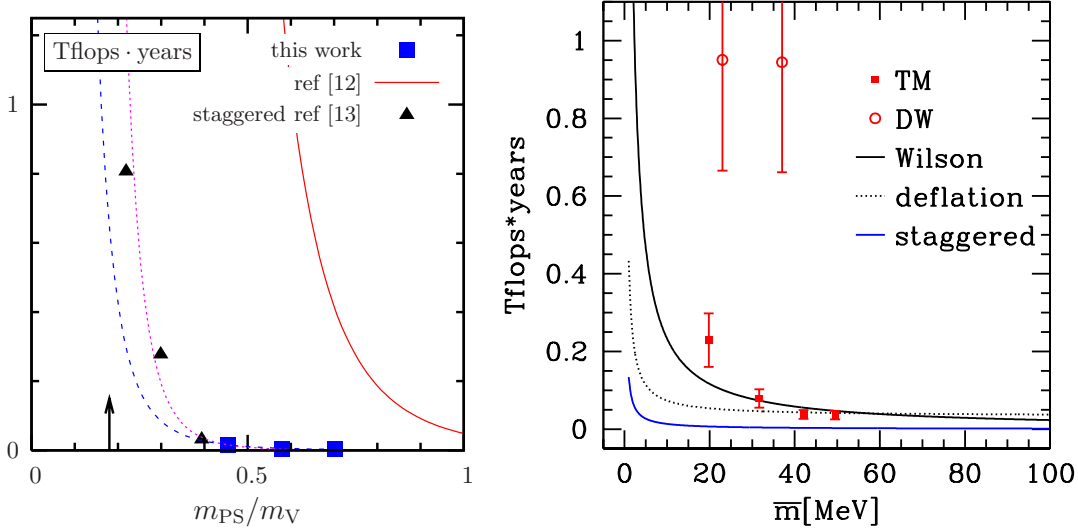 Tflops · years
this work
ref [12]
staggered ref [13]
1
0
0
0.5
1
m_PS/m_V
Tflops*years
1
0.8
0.6
0.4
0.2
0
TM
DW
Wilson
deflation
staggered
0
20
40
60
80
100
m̅[MeV]